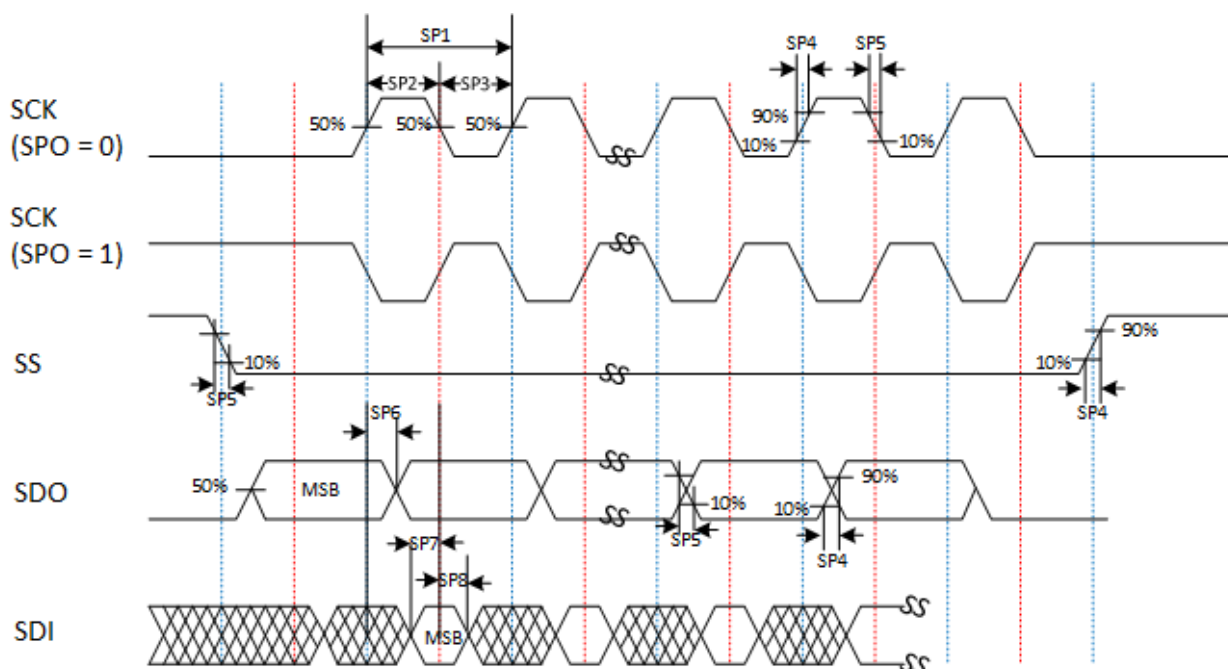 SP1
SP4 SP5
SP2 SP3
SCK
(SPO = 0)
50% 50% 50% 90% 10% 10%
SCK
(SPO = 1)
SS
10% 10% 90%
SP5 SP4
SP6
SDO
50% MSB 10% 10% 90%
SP5 SP4
SP7
SP8
SDI
MSB